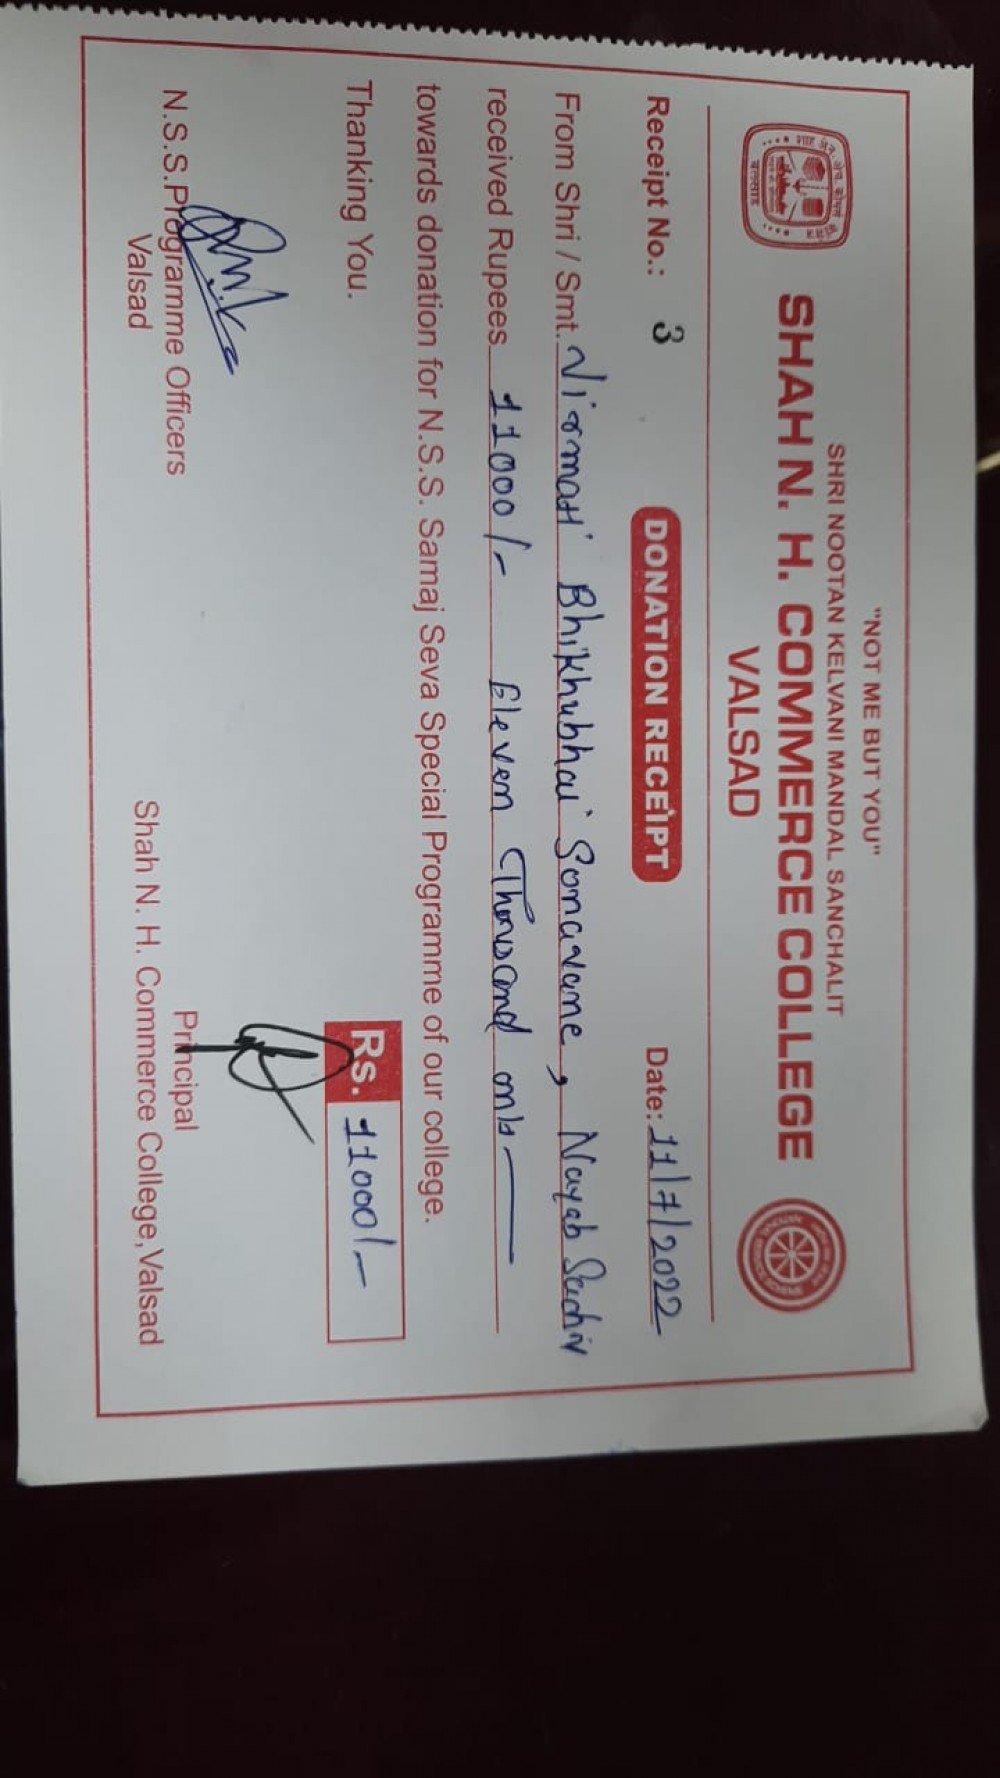 "NOT ME BUT YOU"
SHRI NOOTAN KELVANI MANDAL SANCHALIT
SHAH N. H. COMMERCE COLLEGE
VALSAD
Receipt No.: 3 DONATION RECEIPT Date: 11/7/2022
From Shri / Smt. Virmati Bhikhubhai Sonavane, Nayab Sachiv
received Rupees 11000/- Eleven Thousand only
towards donation for N.S.S. Samaj Seva Special Programme of our college.
Thanking You. Rs. 11000/-
N.S.S.Programme Officers Principal
Valsad Shah N. H. Commerce College, Valsad